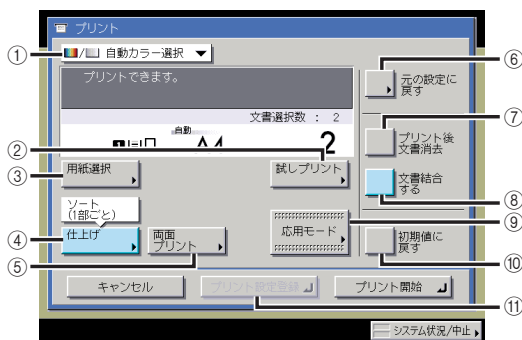 プリント
① 自動カラー選択 ▼
プリントできます。
文書選択数 : 2
自動
A4
2
② 試しプリント
③ 用紙選択
ソート
(1部ごと)
④ 仕上げ
⑤ 両面
プリント
⑥ 元の設定に
戻す
⑦ プリント後
文書消去
⑧ 文書結合
する
⑨ 応用モード
⑩ 初期値に
戻す
キャンセル
⑪ プリント設定登録
プリント開始
システム状況/中止